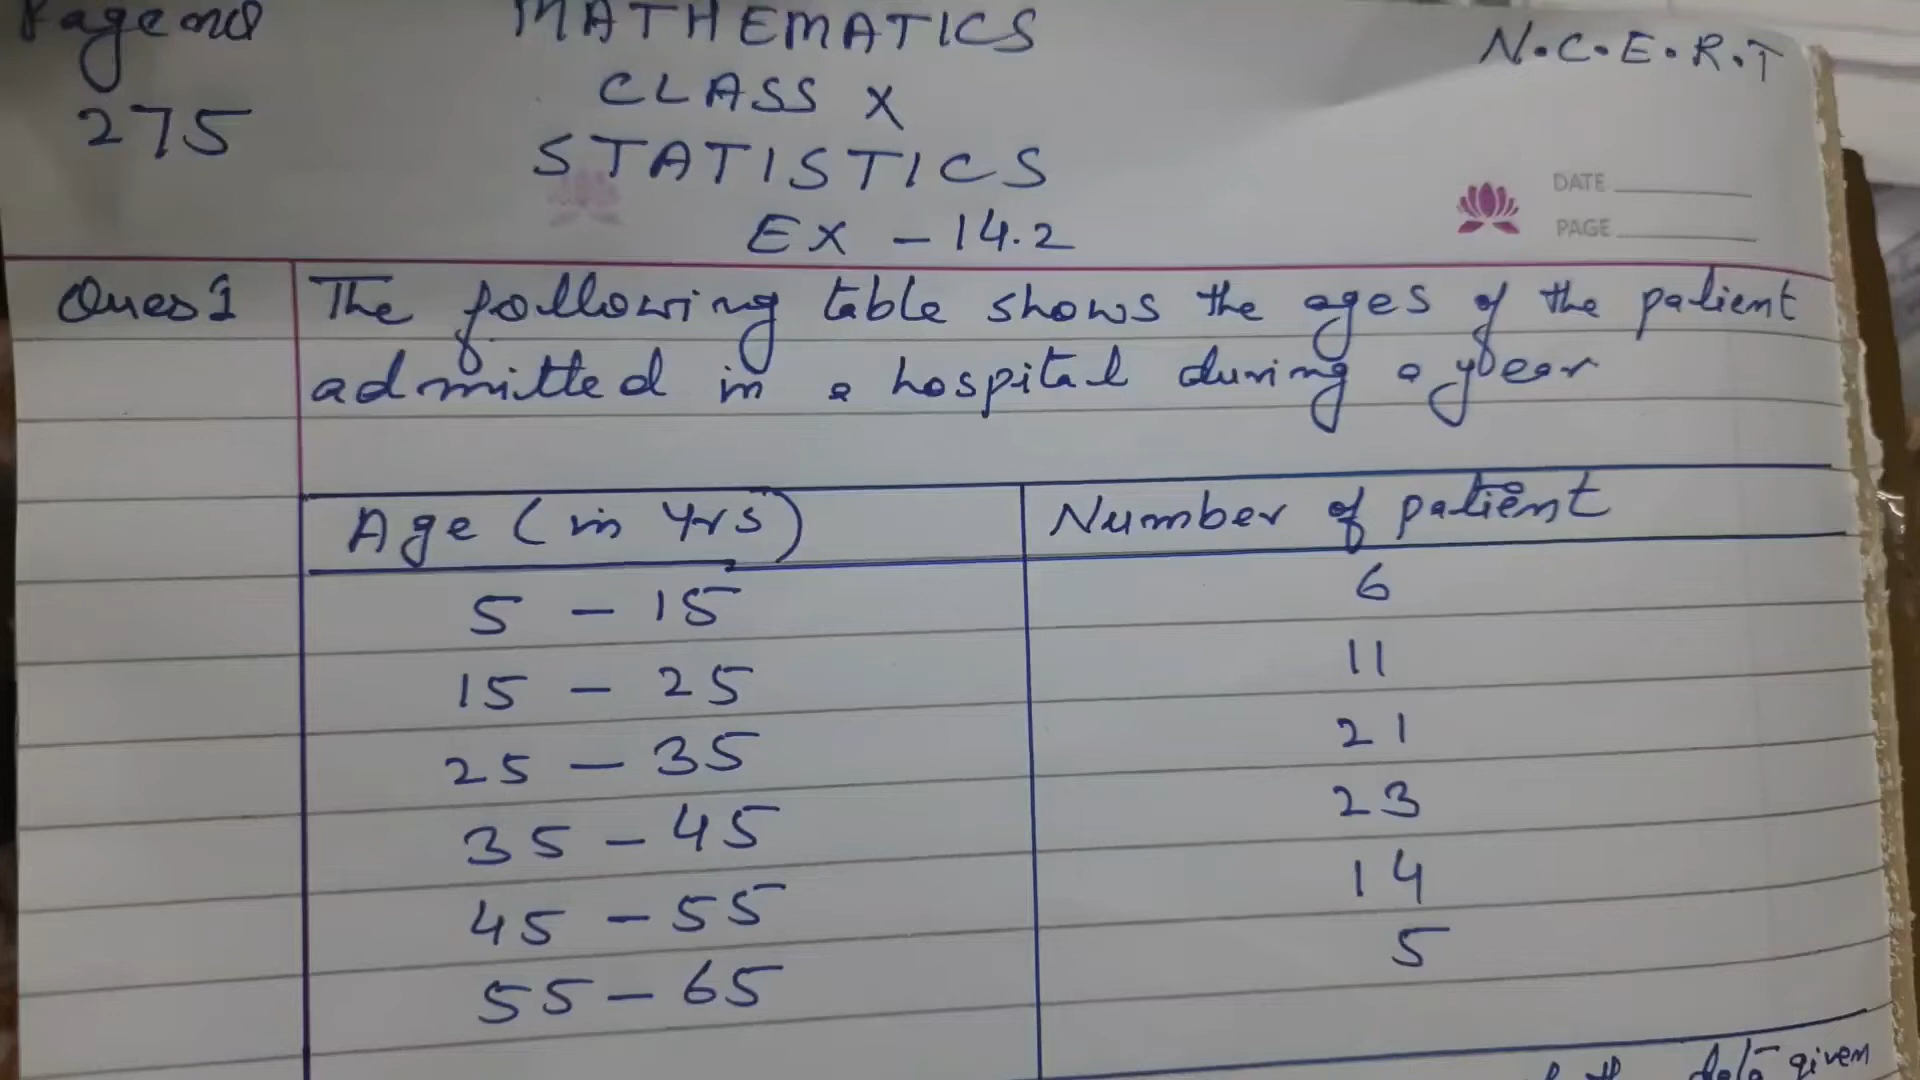 Page no
275
MATHEMATICS
CLASS X
STATISTICS
EX - 14.2
N.C.E.R.T
DATE
PAGE
Ques 1
The following table shows the ages of the patient
admitted in a hospital during a year
Age (in Yrs) Number of patient
5 - 15 6
15 - 25 11
25 - 35 21
35 - 45 23
45 - 55 14
55 - 65 5
data given